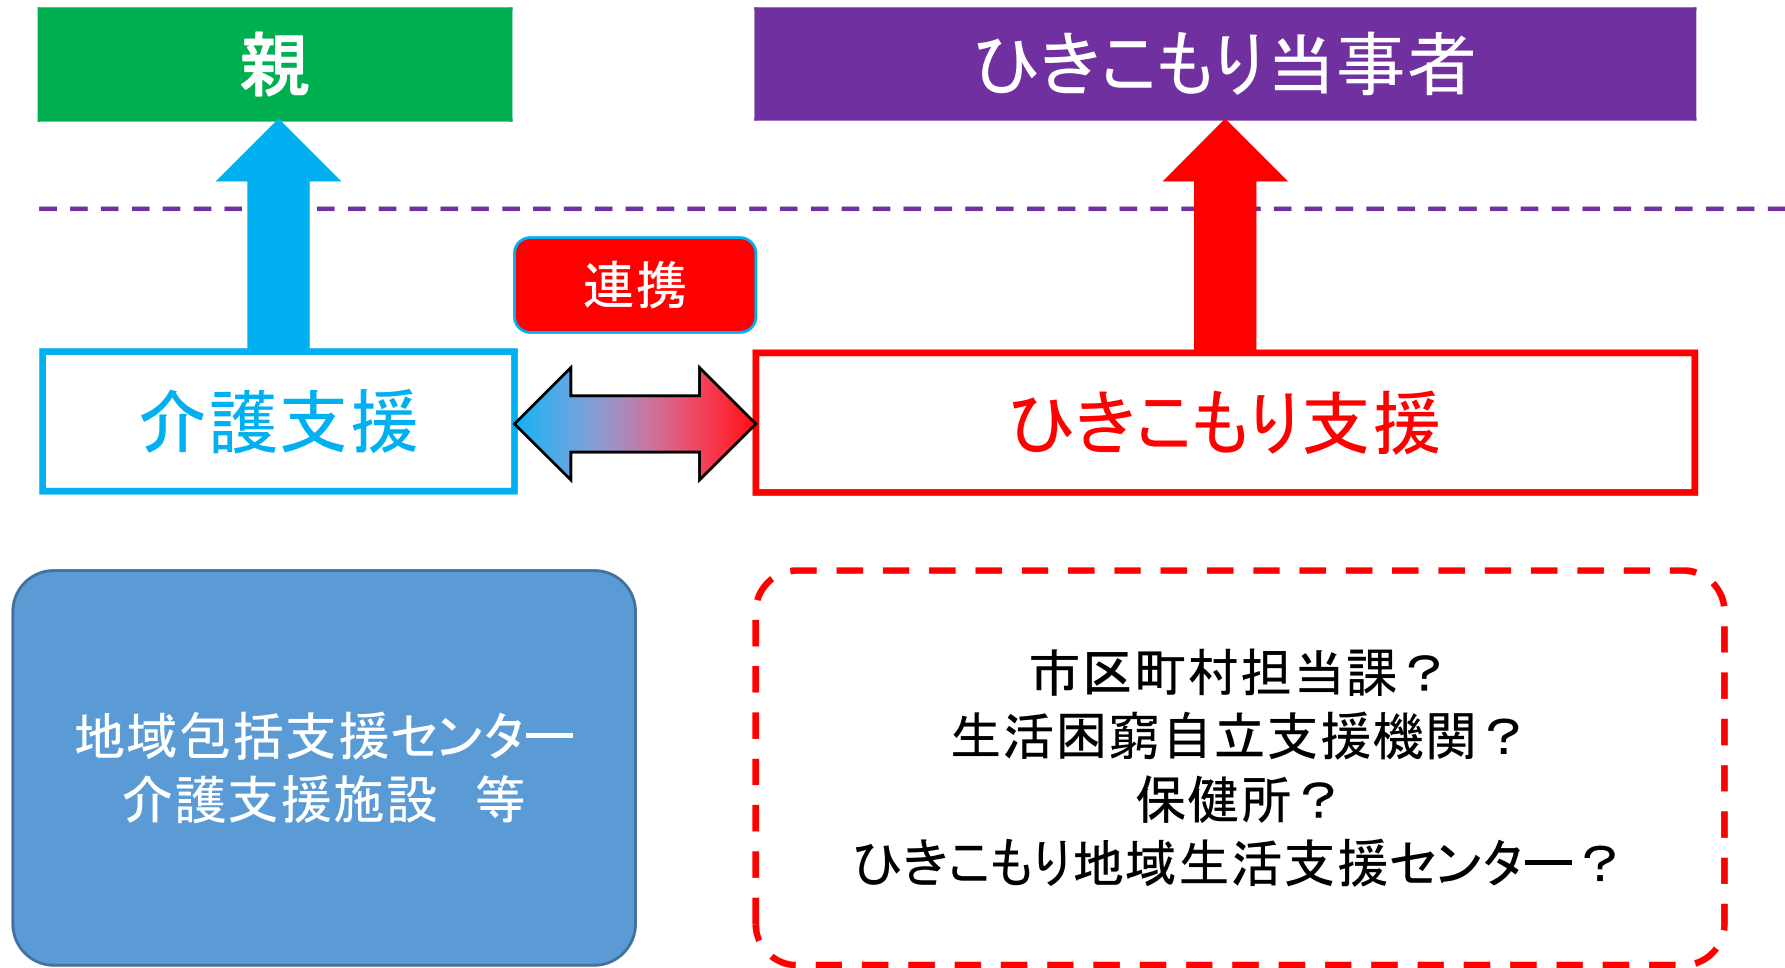 親
ひきこもり当事者
連携
介護支援
ひきこもり支援
地域包括支援センター
介護支援施設　等
市区町村担当課？
生活困窮自立支援機関？
保健所？
ひきこもり地域生活支援センター？